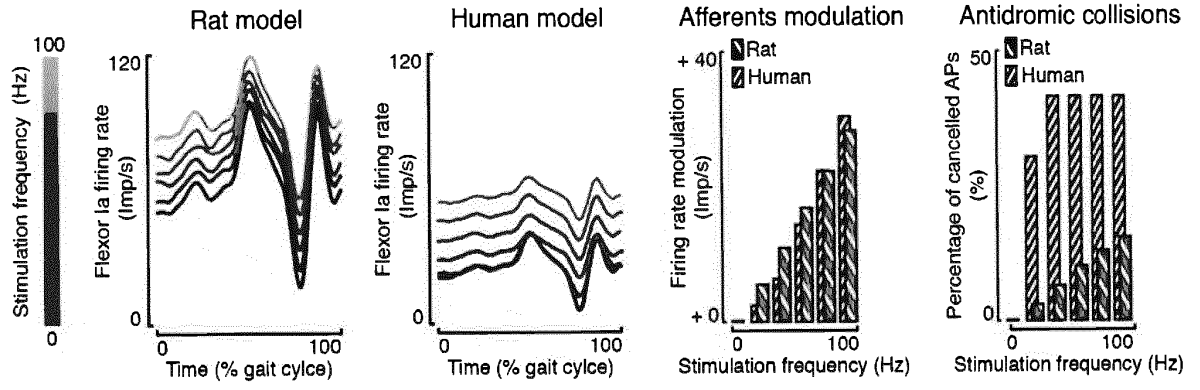 Rat model
Human model
Afferents modulation
Antidromic collisions
100
Stimulation frequency (Hz)
0
120
Flexor Ia firing rate
(Imp/s)
0
0
100
Time (% gait cylce
120
Flexor Ia firing rate
(Imp/s)
0
0
100
Time (% gait cylce
+ 40
Rat
Human
Firing rate modulation
(Imp/s)
+ 0
0
100
Stimulation frequency (Hz)
50
Rat
Human
Percentage of cancelled APs
(%)
0
0
100
Stimulation frequency (Hz)